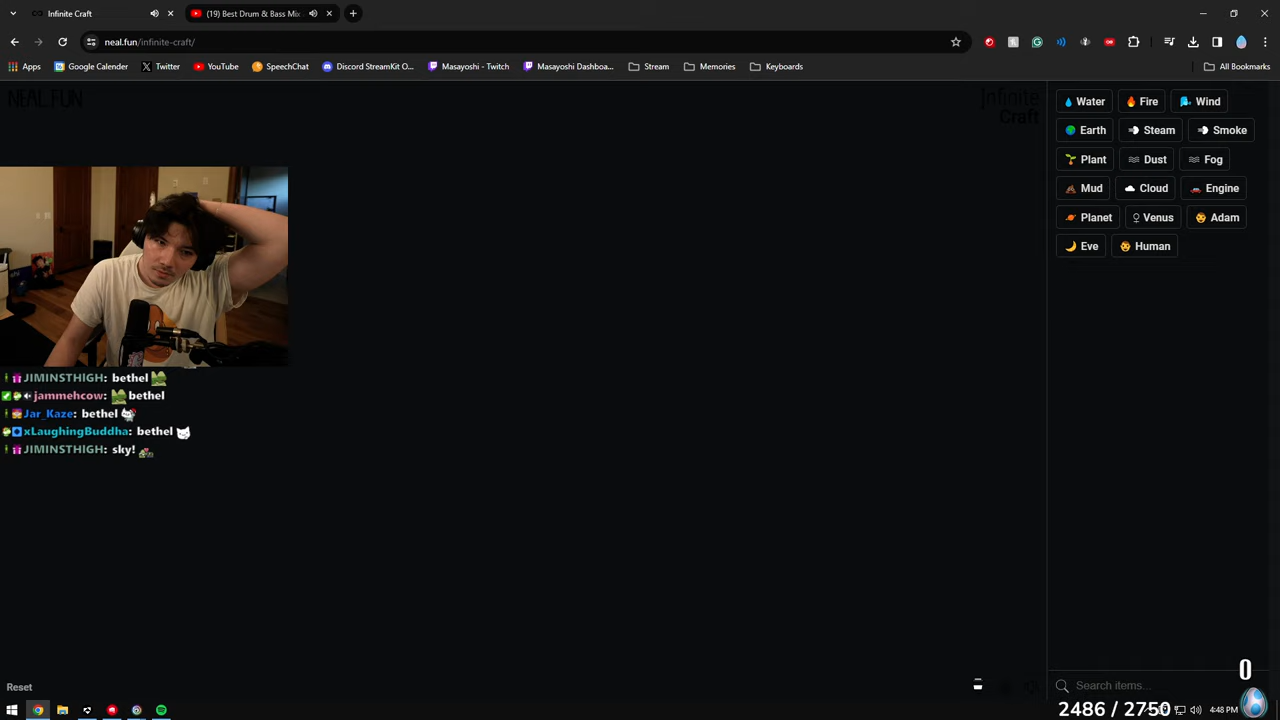 Infinite Craft
(19) Best Drum & Bass Mix
neal.fun/infinite-craft/
Apps
Google Calender
Twitter
YouTube
SpeechChat
Discord StreamKit O...
Masayoshi - Twitch
Masayoshi Dashboa...
Stream
Memories
Keyboards
All Bookmarks
NEAL.FUN
Infinite
Craft
Water
Fire
Wind
Earth
Steam
Smoke
Plant
Dust
Fog
Mud
Cloud
Engine
Planet
Venus
Adam
Eve
Human
JIMINSTHIGH: bethel
jammehcow: bethel
Jar_Kaze: bethel
xLaughingBuddha: bethel
JIMINSTHIGH: sky!
Reset
0
Search items...
2486 / 2750
4:48 PM